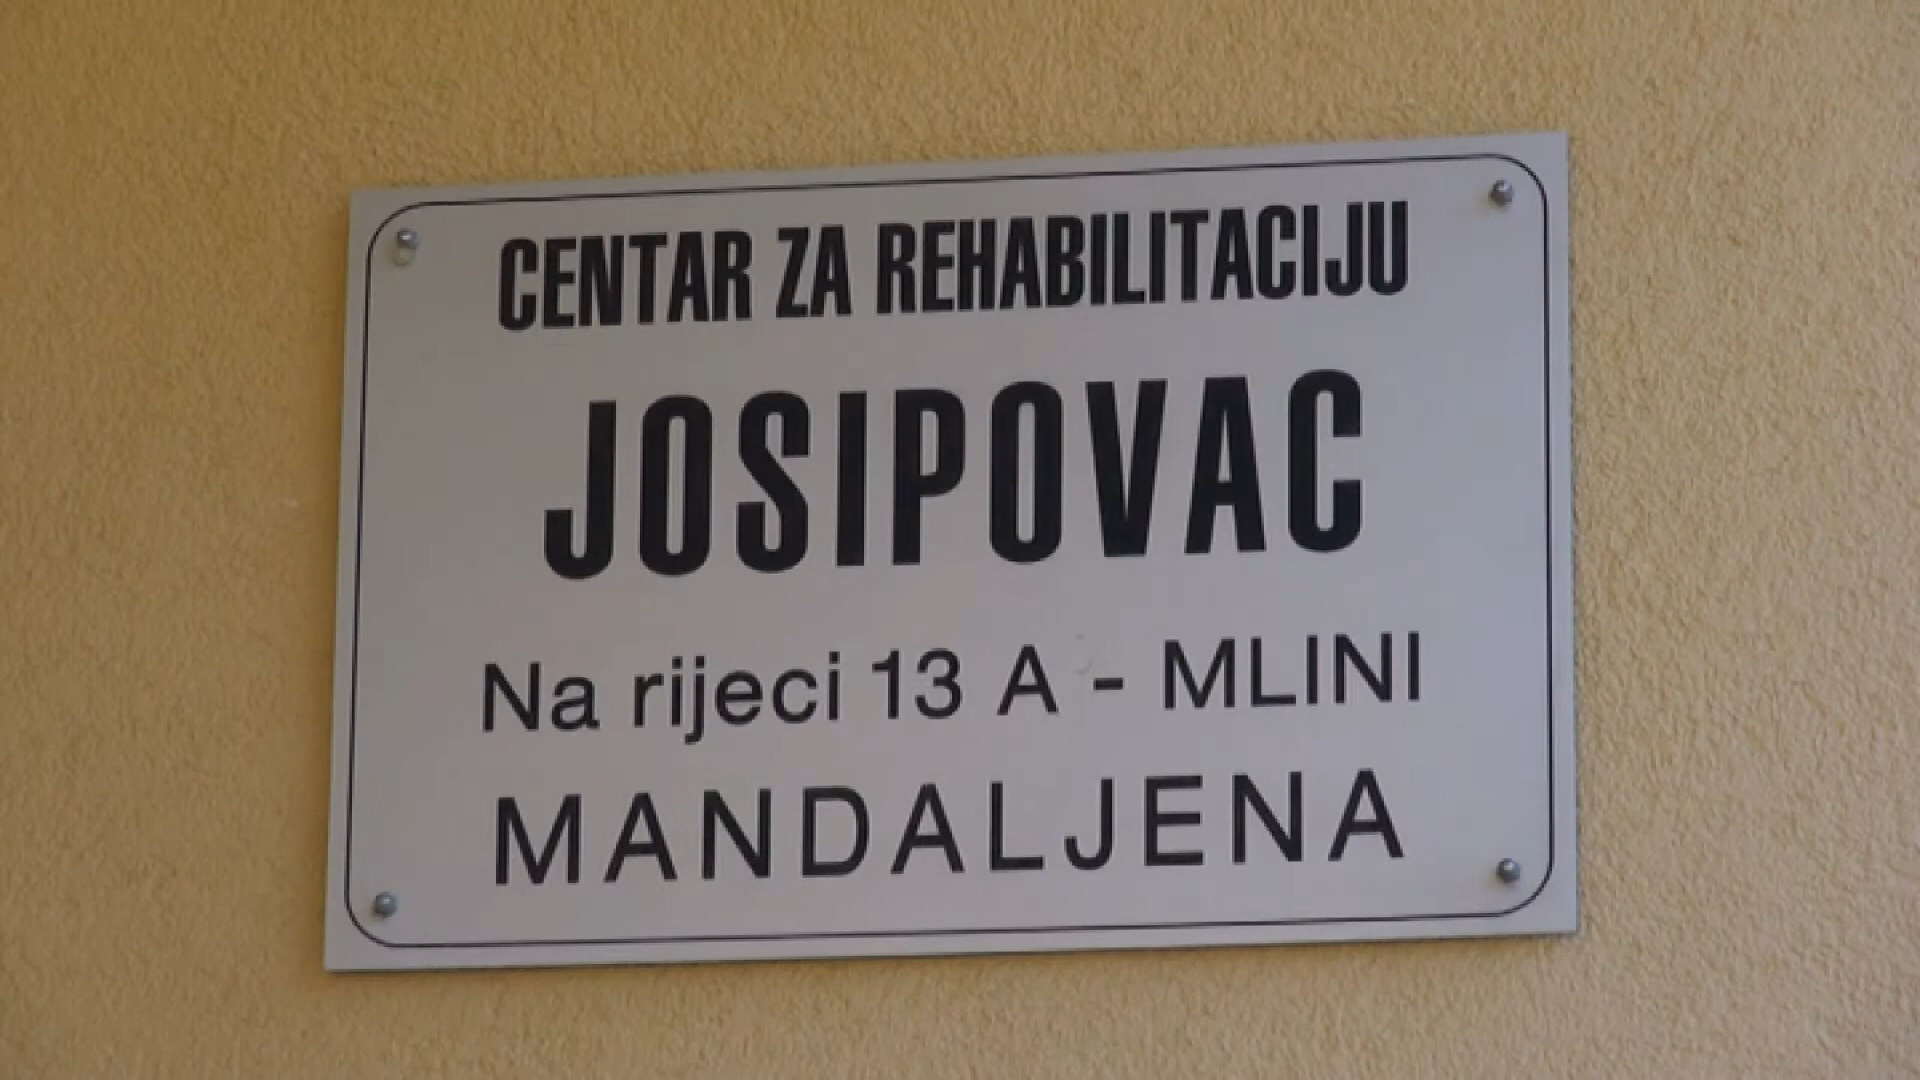 CENTAR ZA REHABILITACIJU
JOSIPOVAC
Na rijeci 13 A - MLINI
MANDALJENA